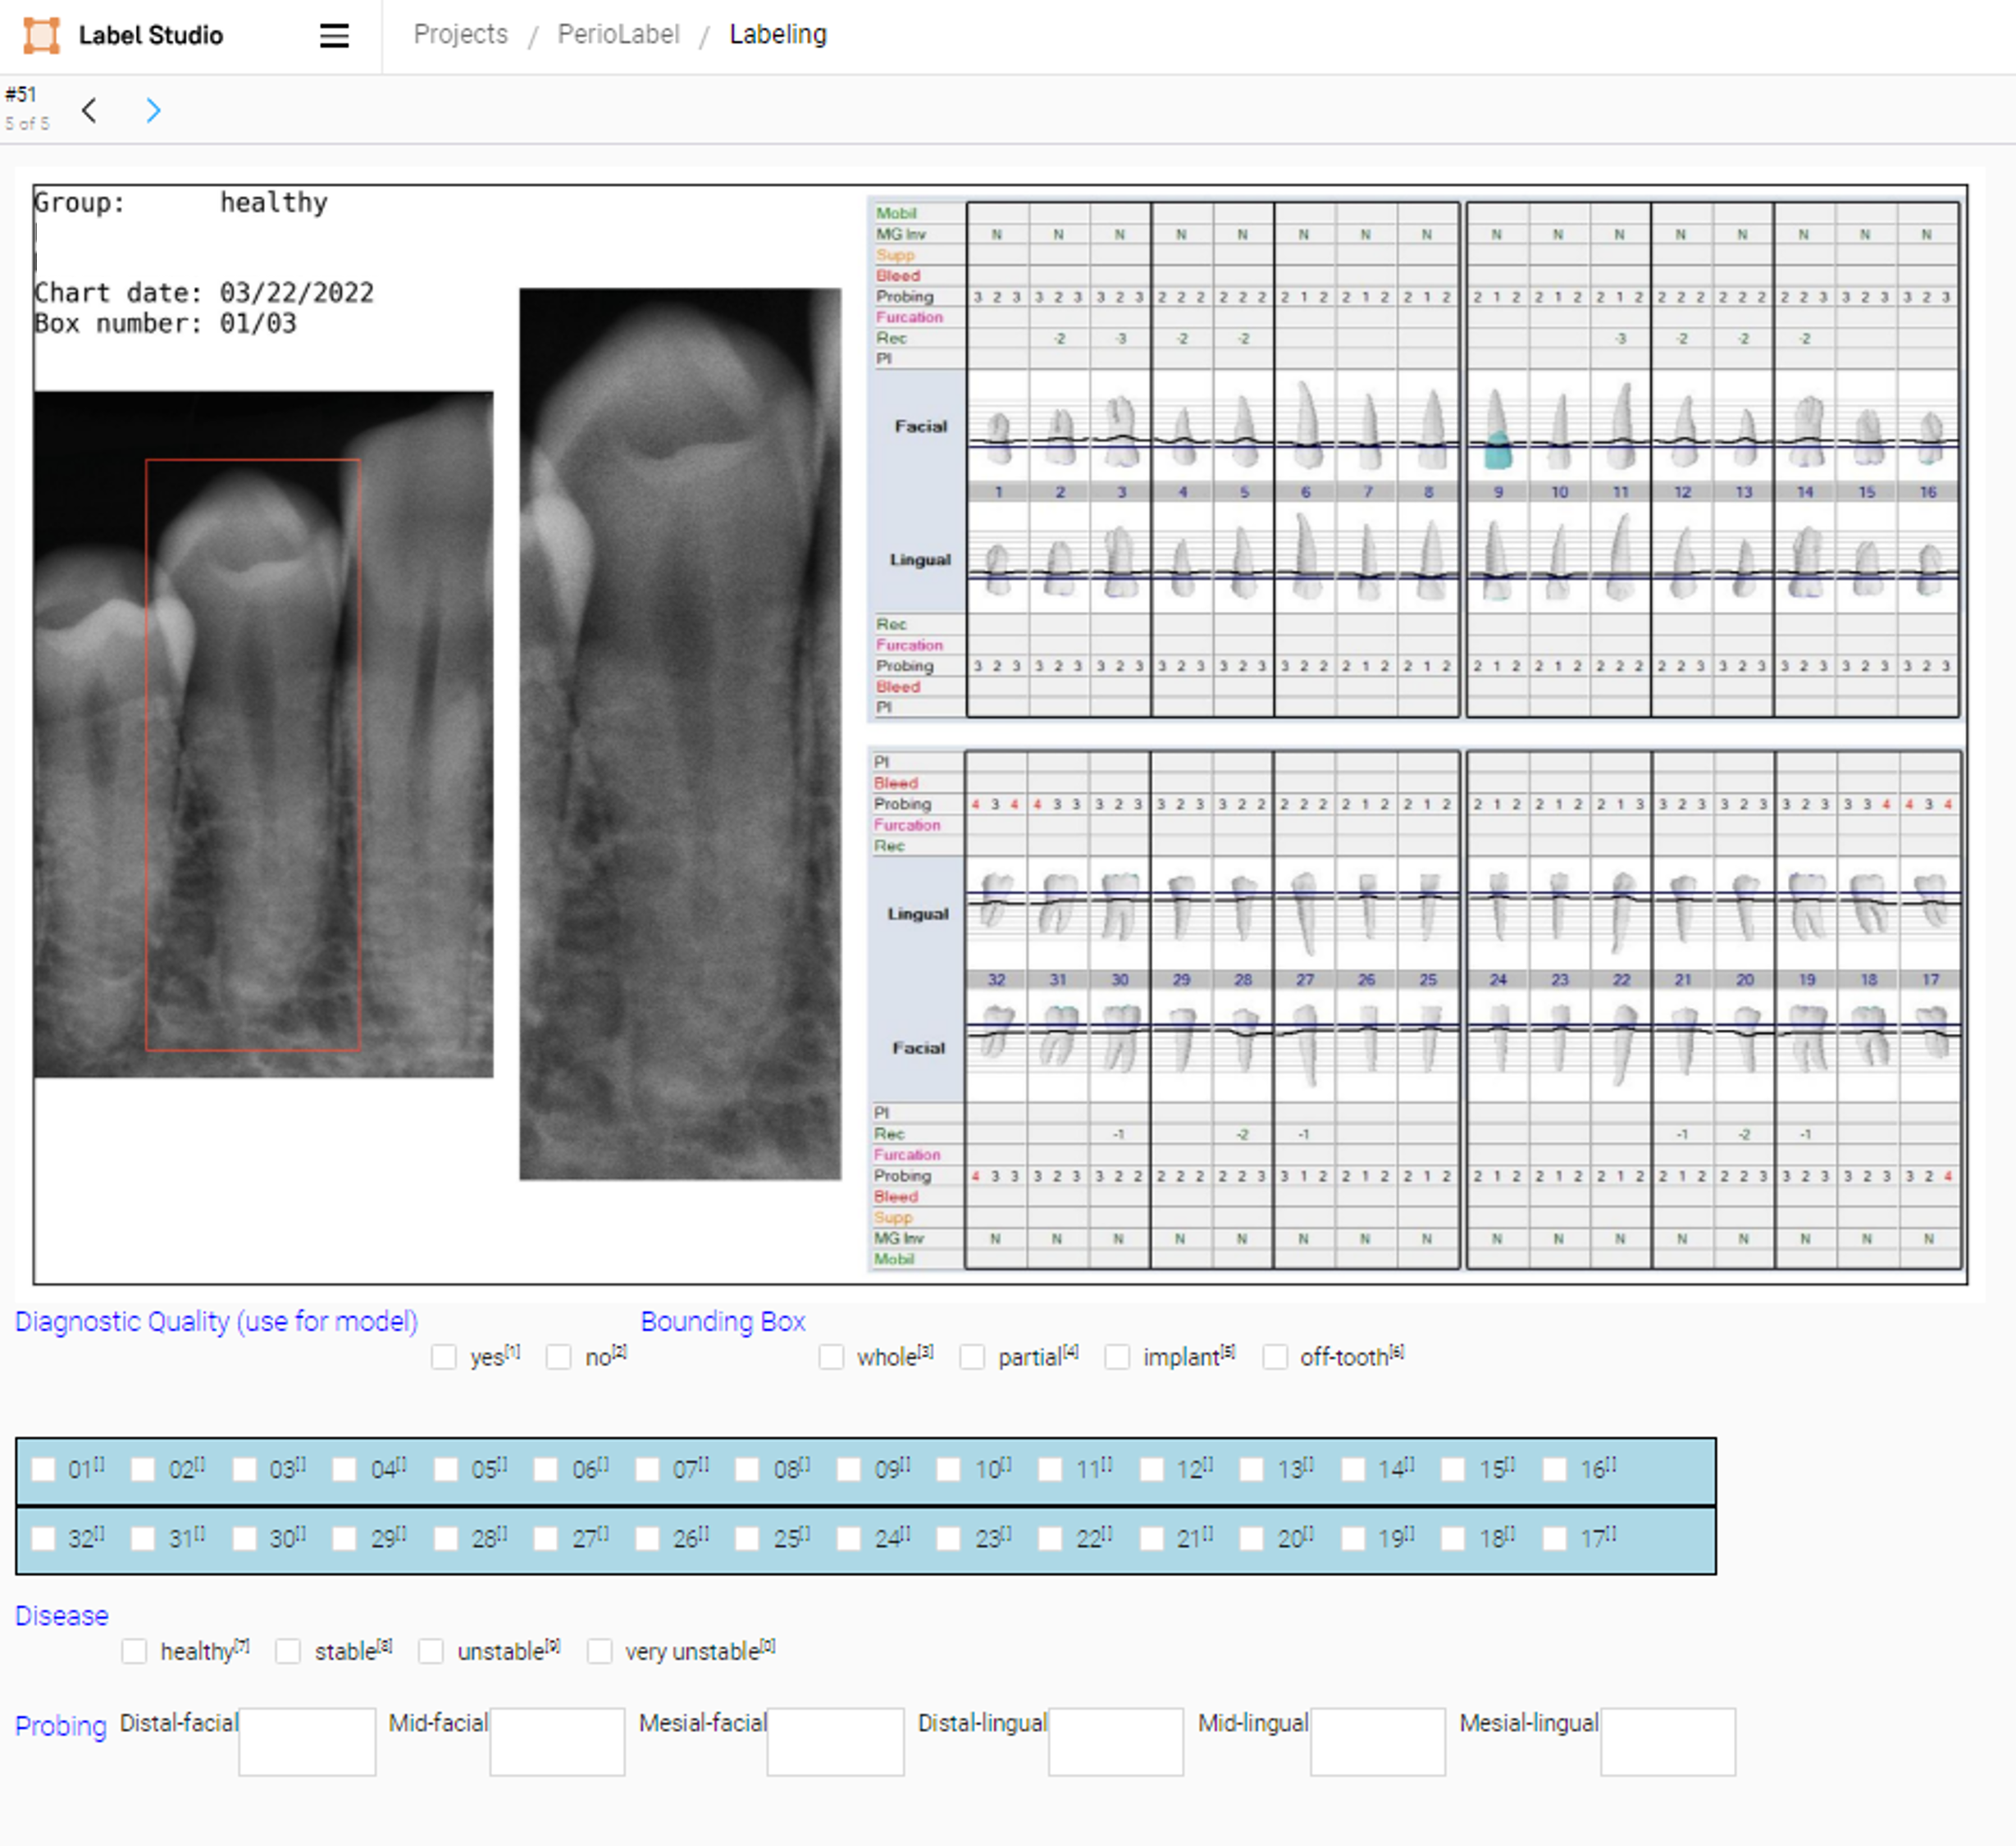 Label Studio
Projects / PerioLabel / Labeling
#51
5 of 5
Group: healthy
Chart date: 03/22/2022
Box number: 01/03
Mobil
MG Inv N N N N N N N N N N N N N N N N
Supp
Bleed
Probing 3 2 3 3 2 3 3 2 3 2 2 2 2 2 2 2 1 2 2 1 2 2 1 2 2 1 2 2 1 2 2 1 2 2 2 2 2 2 2 2 2 3 3 2 3 3 2 3
Furcation
Rec -2 -3 -2 -2 -3 -2 -2 -2
PI
Facial
1 2 3 4 5 6 7 8 9 10 11 12 13 14 15 16
Lingual
Rec
Furcation
Probing 3 2 3 3 2 3 3 2 3 3 2 3 3 2 3 3 2 2 2 1 2 2 1 2 2 1 2 2 1 2 2 2 2 2 2 3 2 2 3 3 2 3 3 2 3 3 2 3
Bleed
PI
PI
Bleed
Probing 4 3 4 4 3 3 3 2 3 3 2 3 3 2 2 2 2 2 2 1 2 2 1 2 2 1 2 2 1 2 2 1 3 3 2 3 3 2 3 3 2 3 3 3 4 4 3 4
Furcation
Rec
Lingual
32 31 30 29 28 27 26 25 24 23 22 21 20 19 18 17
Facial
PI
Rec -1 -2 -1 -1 -2 -1
Furcation
Probing 4 3 3 3 2 3 3 2 2 2 2 2 2 2 3 3 1 2 2 1 2 2 1 2 2 1 2 2 1 2 2 1 2 2 1 2 2 2 3 3 2 3 3 2 3 3 2 4
Bleed
Supp
MG Inv N N N N N N N N N N N N N N N N
Mobil
Diagnostic Quality (use for model) Bounding Box
yes[1] no[2] whole[3] partial[4] implant[5] off-tooth[6]
01[] 02[] 03[] 04[] 05[] 06[] 07[] 08[] 09[] 10[] 11[] 12[] 13[] 14[] 15[] 16[]
32[] 31[] 30[] 29[] 28[] 27[] 26[] 25[] 24[] 23[] 22[] 21[] 20[] 19[] 18[] 17[]
Disease
healthy[7] stable[8] unstable[9] very unstable[0]
Probing Distal-facial Mid-facial Mesial-facial Distal-lingual Mid-lingual Mesial-lingual